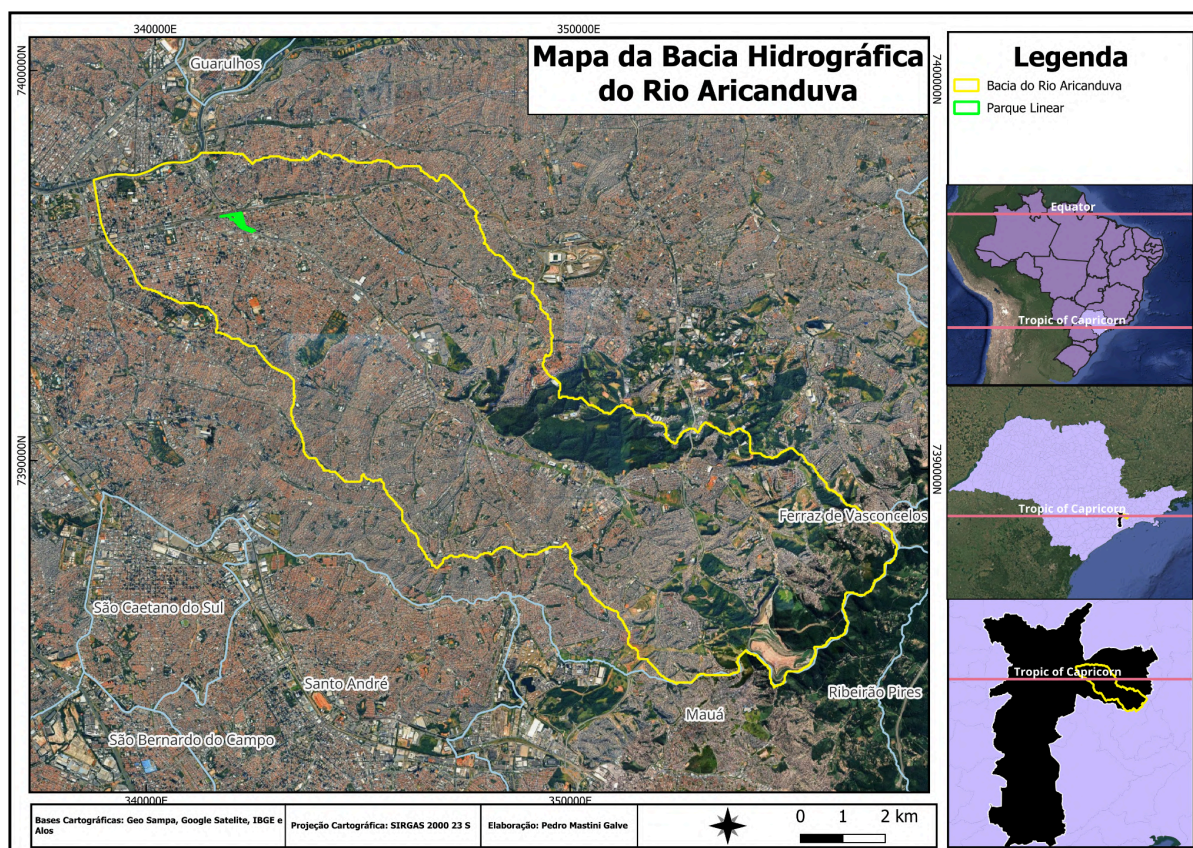 340000E
350000E
7400000N
7400000N
Guarulhos
Mapa da Bacia Hidrográfica
do Rio Aricanduva
Legenda
Bacia do Rio Aricanduva
Parque Linear
Equator
Tropic of Capricorn
7390000N
7390000N
Ferraz de Vasconcelos
Tropic of Capricorn
São Caetano do Sul
Santo André
Mauá
Ribeirão Pires
São Bernardo do Campo
Tropic of Capricorn
340000E
350000E
Bases Cartográficas: Geo Sampa, Google Satelite, IBGE e
Alos
Projeção Cartográfica: SIRGAS 2000 23 S
Elaboração: Pedro Mastini Galve
0 1 2 km